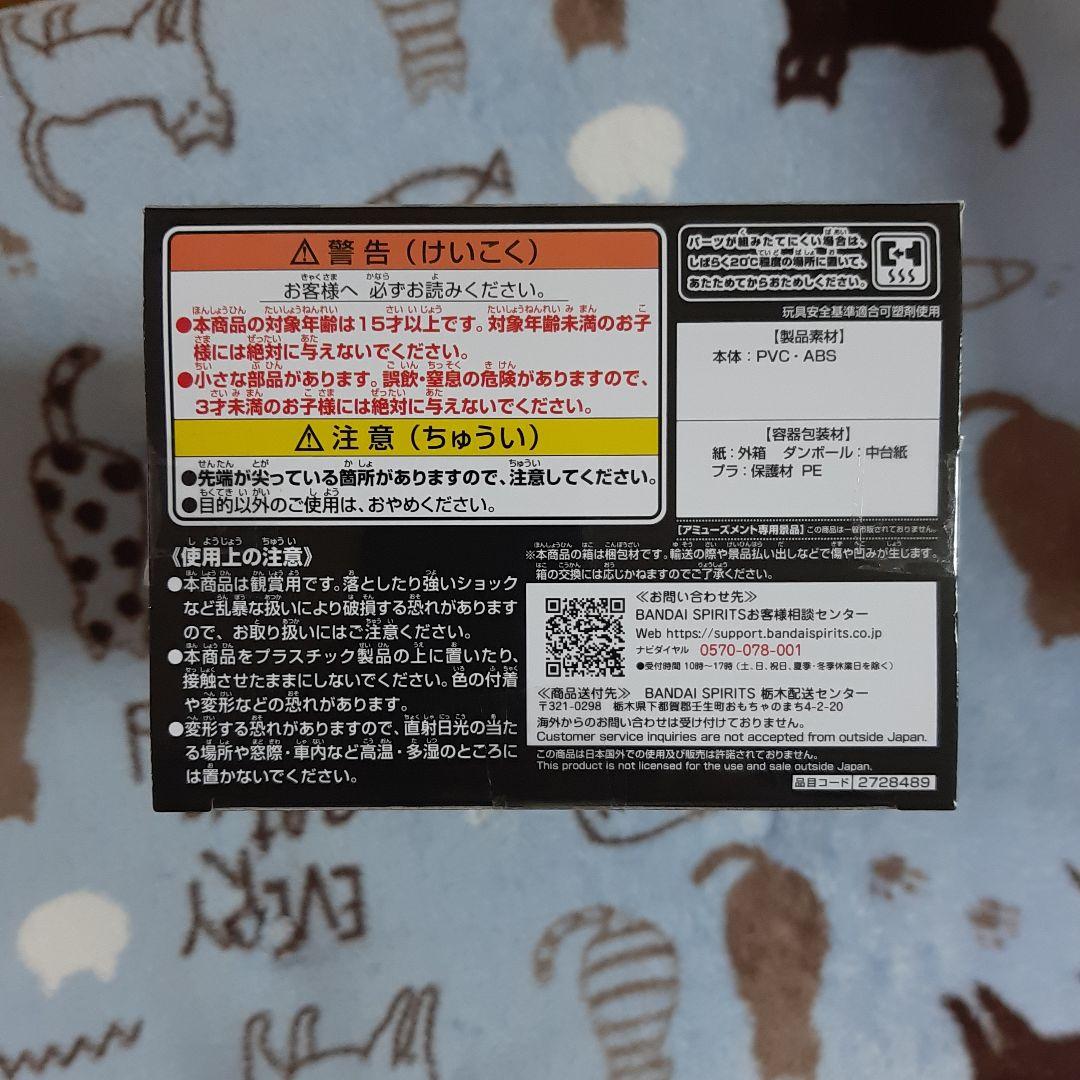 ⚠警告(けいこく)
お客様へ 必ずお読みください。
●本商品の対象年齢は15才以上です。対象年齢未満のお子
様には絶対に与えないでください。
●小さな部品があります。誤飲・窒息の危険がありますので、
3才未満のお子様には絶対に与えないでください。
⚠注意(ちゅうい)
●先端が尖っている箇所がありますので、注意してください。
●目的以外のご使用は、おやめください。
《使用上の注意》
●本商品は観賞用です。落としたり強いショック
など乱暴な扱いにより破損する恐れがあります
ので、お取り扱いにはご注意ください。
●本商品をプラスチック製品の上に置いたり、
接触させたままにしないでください。色の付着
や変形などの恐れがあります。
●変形する恐れがありますので、直射日光の当た
る場所や窓際・車内など高温・多湿のところに
は置かないでください。
パーツが組みたてにくい場合は、
しばらく20℃程度の場所に置いて、
あたためてからおためしください。
玩具安全基準適合可塑剤使用
【製品素材】
本体:PVC・ABS
【容器包装材】
紙:外箱 ダンボール:中台紙
プラ:保護材 PE
【アミューズメント専用景品】この商品は一般市販されておりません。
※本商品の箱は梱包材です。輸送の際や景品払い出しなどで傷や凹みが生じます。
箱の交換には応じかねますのでご了承ください。
≪お問い合わせ先≫
BANDAI SPIRITSお客様相談センター
Web https://support.bandaispirits.co.jp
ナビダイヤル 0570-078-001
●受付時間 10時~17時(土、日、祝日、夏季・冬季休業日を除く)
≪商品送付先≫ BANDAI SPIRITS 栃木配送センター
〒321-0298 栃木県下都賀郡壬生町おもちゃのまち4-2-20
海外からのお問い合わせは受け付けておりません。
Customer service inquiries are not accepted from outside Japan.
この商品は日本国外での使用及び販売は許諾されておりません。
This product is not licensed for the use and sale outside Japan.
品目コード 2728489
EVERY